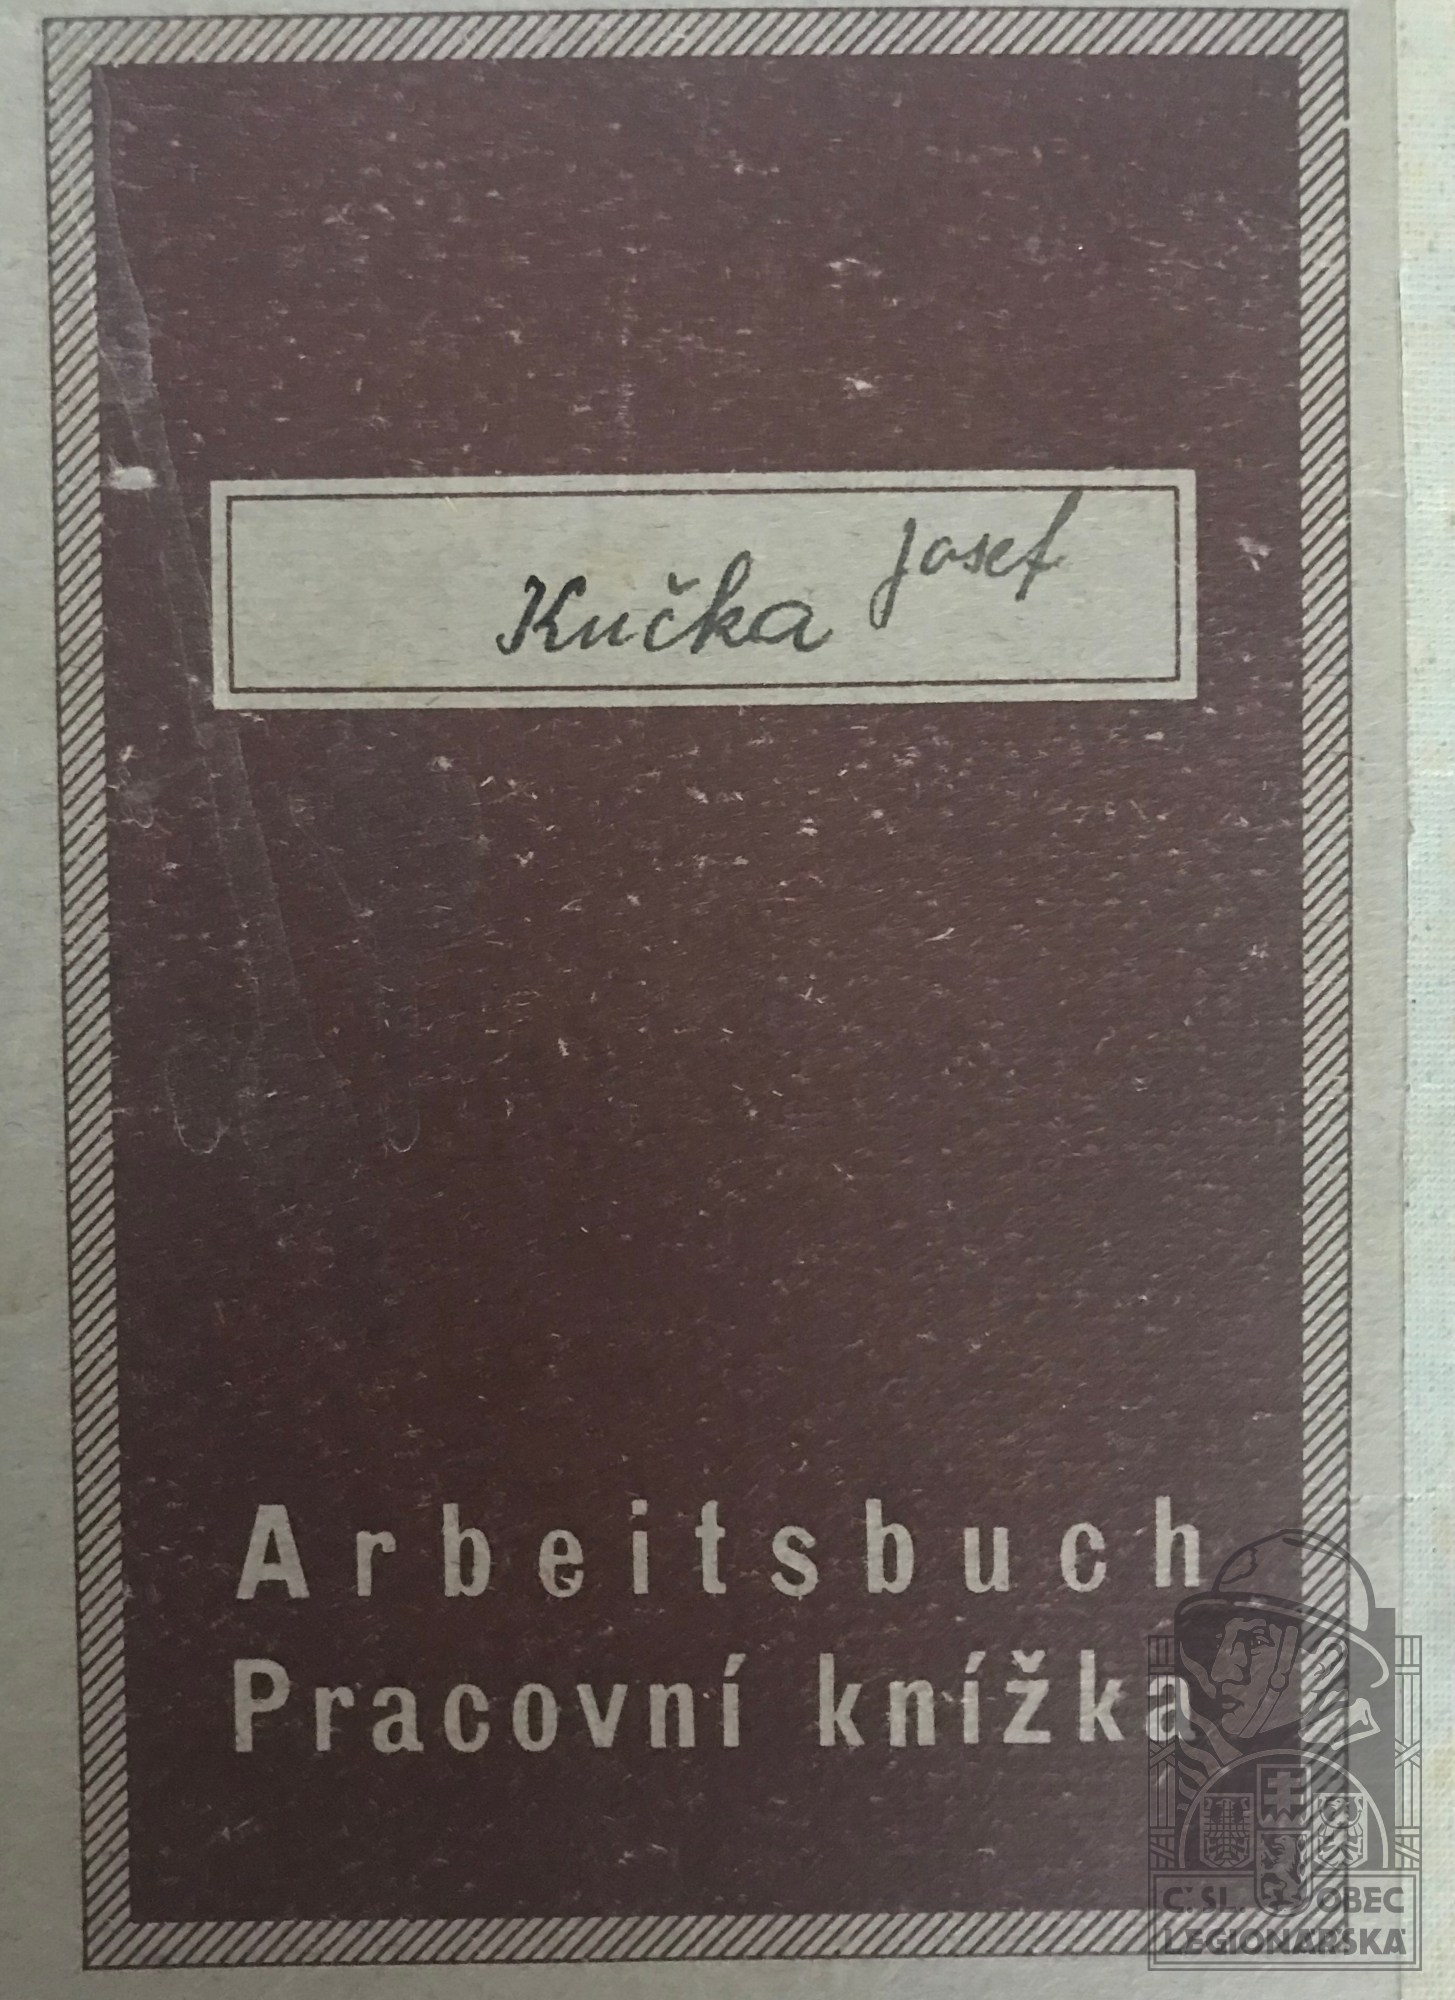 Kučka Josef
Arbeitsbuch
Pracovní knížka
Č. SL. OBEC
LEGIONÁŘSKÁ